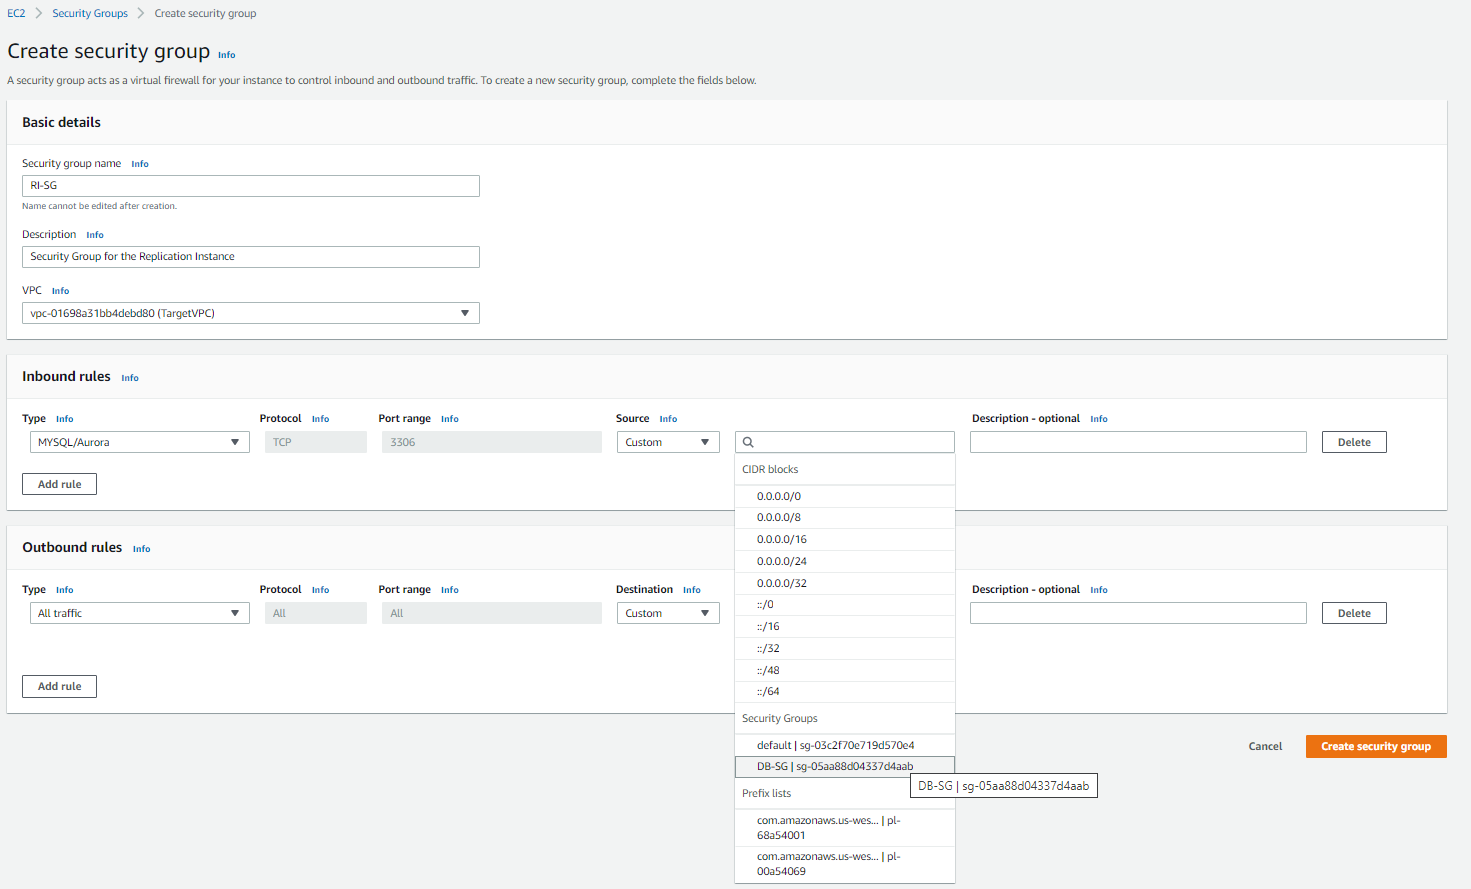 EC2 > Security Groups > Create security group
Create security group Info
A security group acts as a virtual firewall for your instance to control inbound and outbound traffic. To create a new security group, complete the fields below.
Basic details
Security group name Info
RI-SG
Name cannot be edited after creation.
Description Info
Security Group for the Replication Instance
VPC Info
vpc-01698a31bb4debd80 (TargetVPC)
Inbound rules Info
Type Info Protocol Info Port range Info Source Info Description - optional Info
MYSQL/Aurora TCP 3306 Custom Delete
Add rule
CIDR blocks
0.0.0.0/0
0.0.0.0/8
0.0.0.0/16
0.0.0.0/24
0.0.0.0/32
::/0
::/16
::/32
::/48
::/64
Security Groups
default | sg-03c2f70e719d570e4
DB-SG | sg-05aa88d04337d4aab
DB-SG | sg-05aa88d04337d4aab
Prefix lists
com.amazonaws.us-wes... | pl-
68a54001
com.amazonaws.us-wes... | pl-
00a54069
Outbound rules Info
Type Info Protocol Info Port range Info Destination Info Description - optional Info
All traffic All All Custom Delete
Add rule
Cancel Create security group